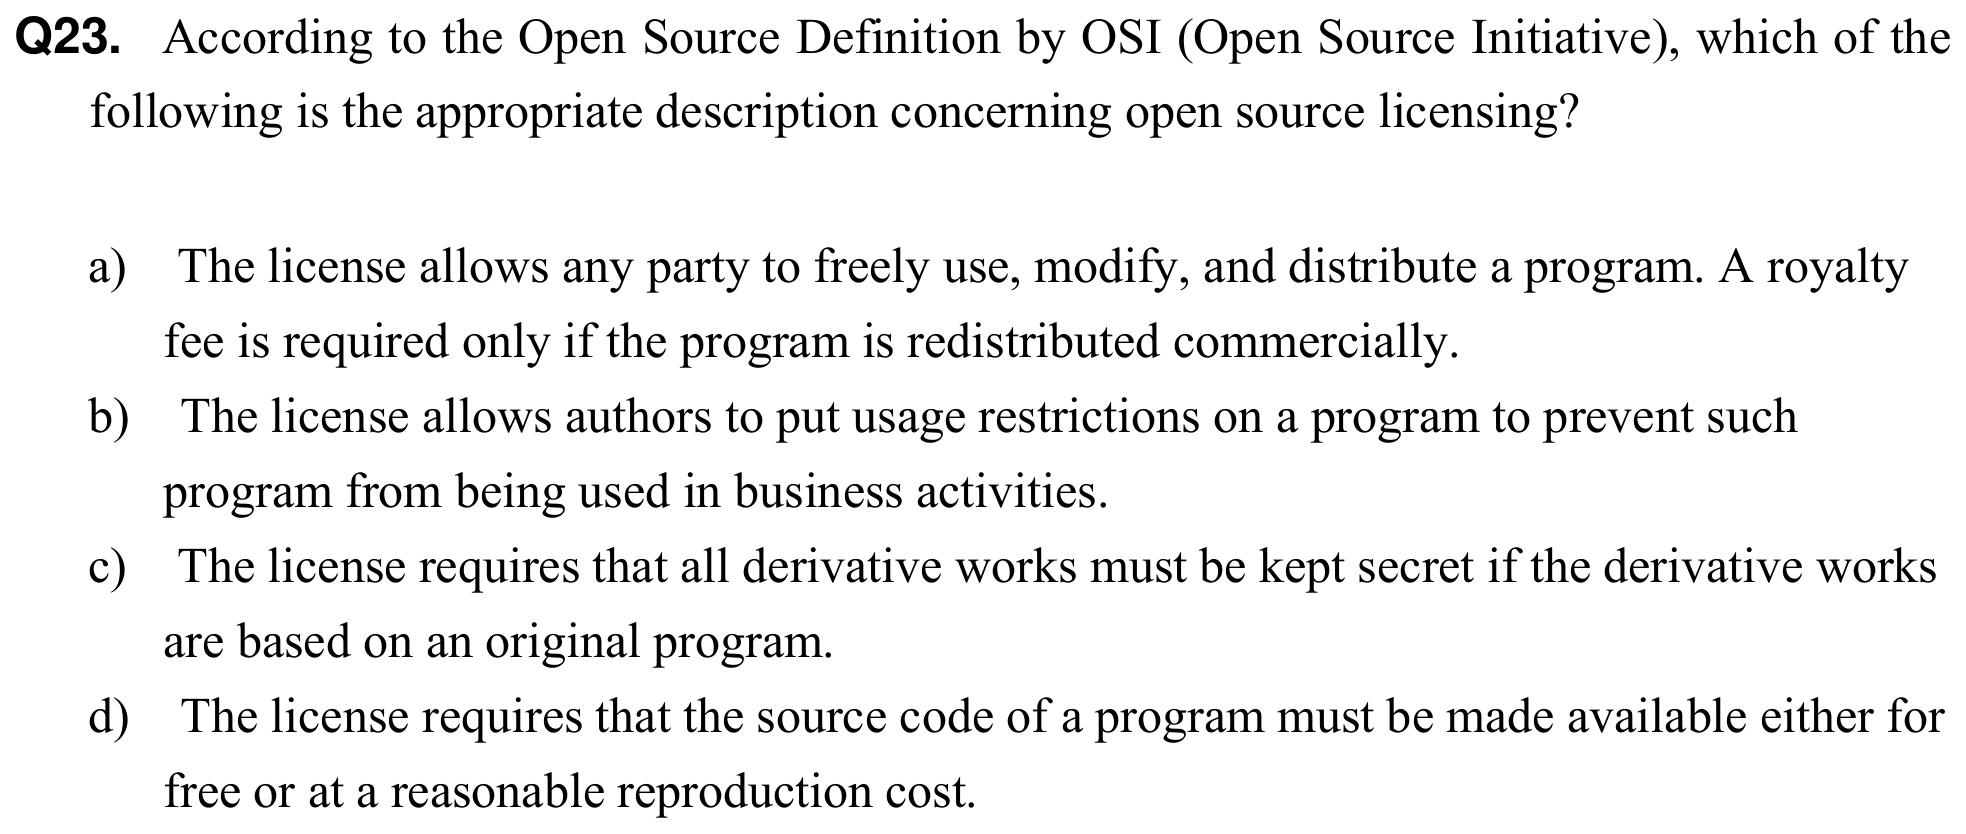 Q23. According to the Open Source Definition by OSI (Open Source Initiative), which of the
following is the appropriate description concerning open source licensing?
a) The license allows any party to freely use, modify, and distribute a program. A royalty
fee is required only if the program is redistributed commercially.
b) The license allows authors to put usage restrictions on a program to prevent such
program from being used in business activities.
c) The license requires that all derivative works must be kept secret if the derivative works
are based on an original program.
d) The license requires that the source code of a program must be made available either for
free or at a reasonable reproduction cost.